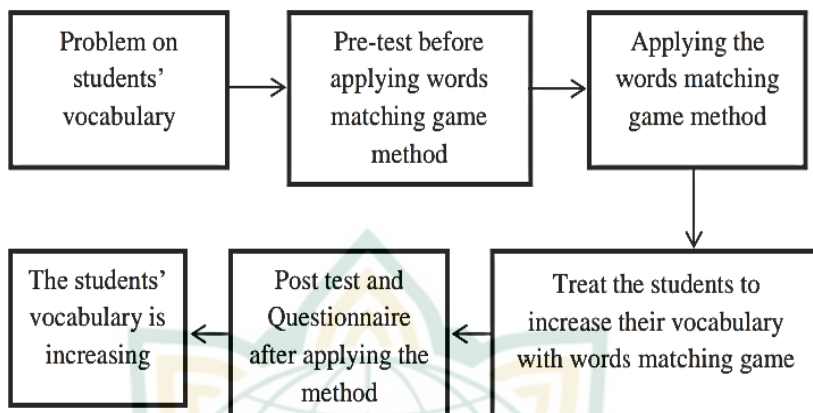 Problem on
students'
vocabulary
Pre-test before
applying words
matching game
method
Applying the
words matching
game method
Treat the students to
increase their vocabulary
with words matching game
Post test and
Questionnaire
after applying the
method
The students'
vocabulary is
increasing